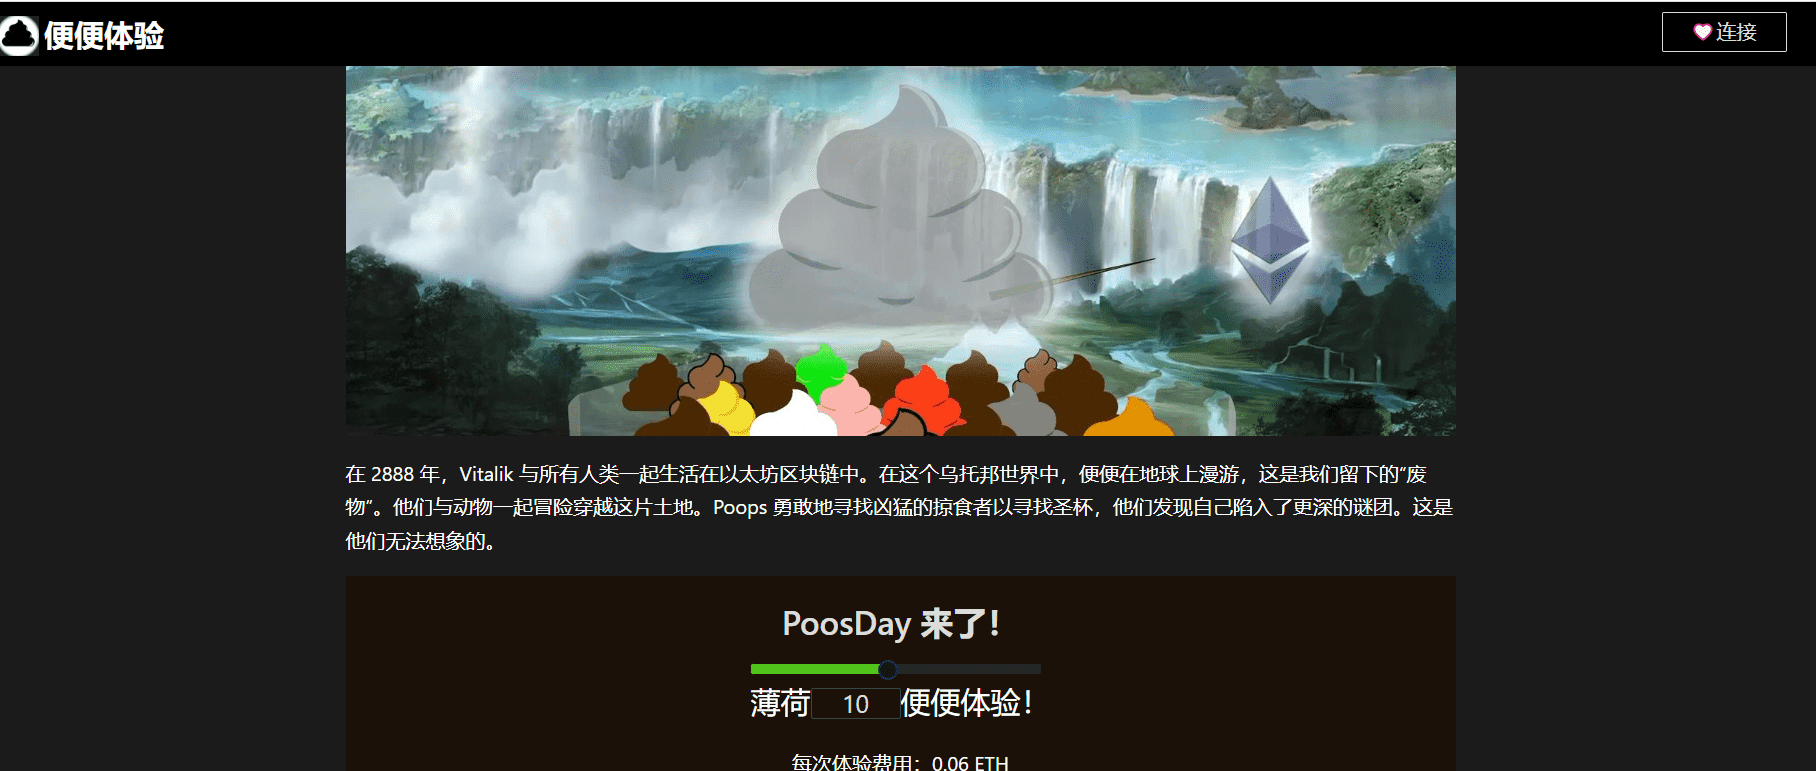 便便体验
连接
在 2888 年，Vitalik 与所有人类一起生活在以太坊区块链中。在这个乌托邦世界中，便便在地球上漫游，这是我们留下的“废
物”。他们与动物一起冒险穿越这片土地。Poops 勇敢地寻找凶猛的掠食者以寻找圣杯，他们发现自己陷入了更深的谜团。这是
他们无法想象的。
PoosDay 来了！
薄荷 10 便便体验！
每次体验费用：0.06 ETH